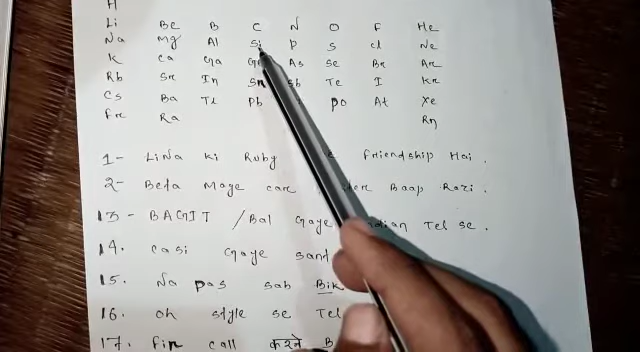 H
Li Be B C N O F He
Na Mg Al Si P S Cl Ne
K Ca Ga As Se Br Ar
Rb Sr In Sn Sb Te I Kr
Cs Ba Tl Pb Po At Xe
Fr Ra Rn
1- LiNa ki Ruby Friendship Hai .
2- Beta Mage car Baap Razi .
13- BAGIT / Bal Gaye Indian Tel se .
14. Casi Gaye
15. Na pas sab Bik
16. Oh style se Tel
17. Fir call करने